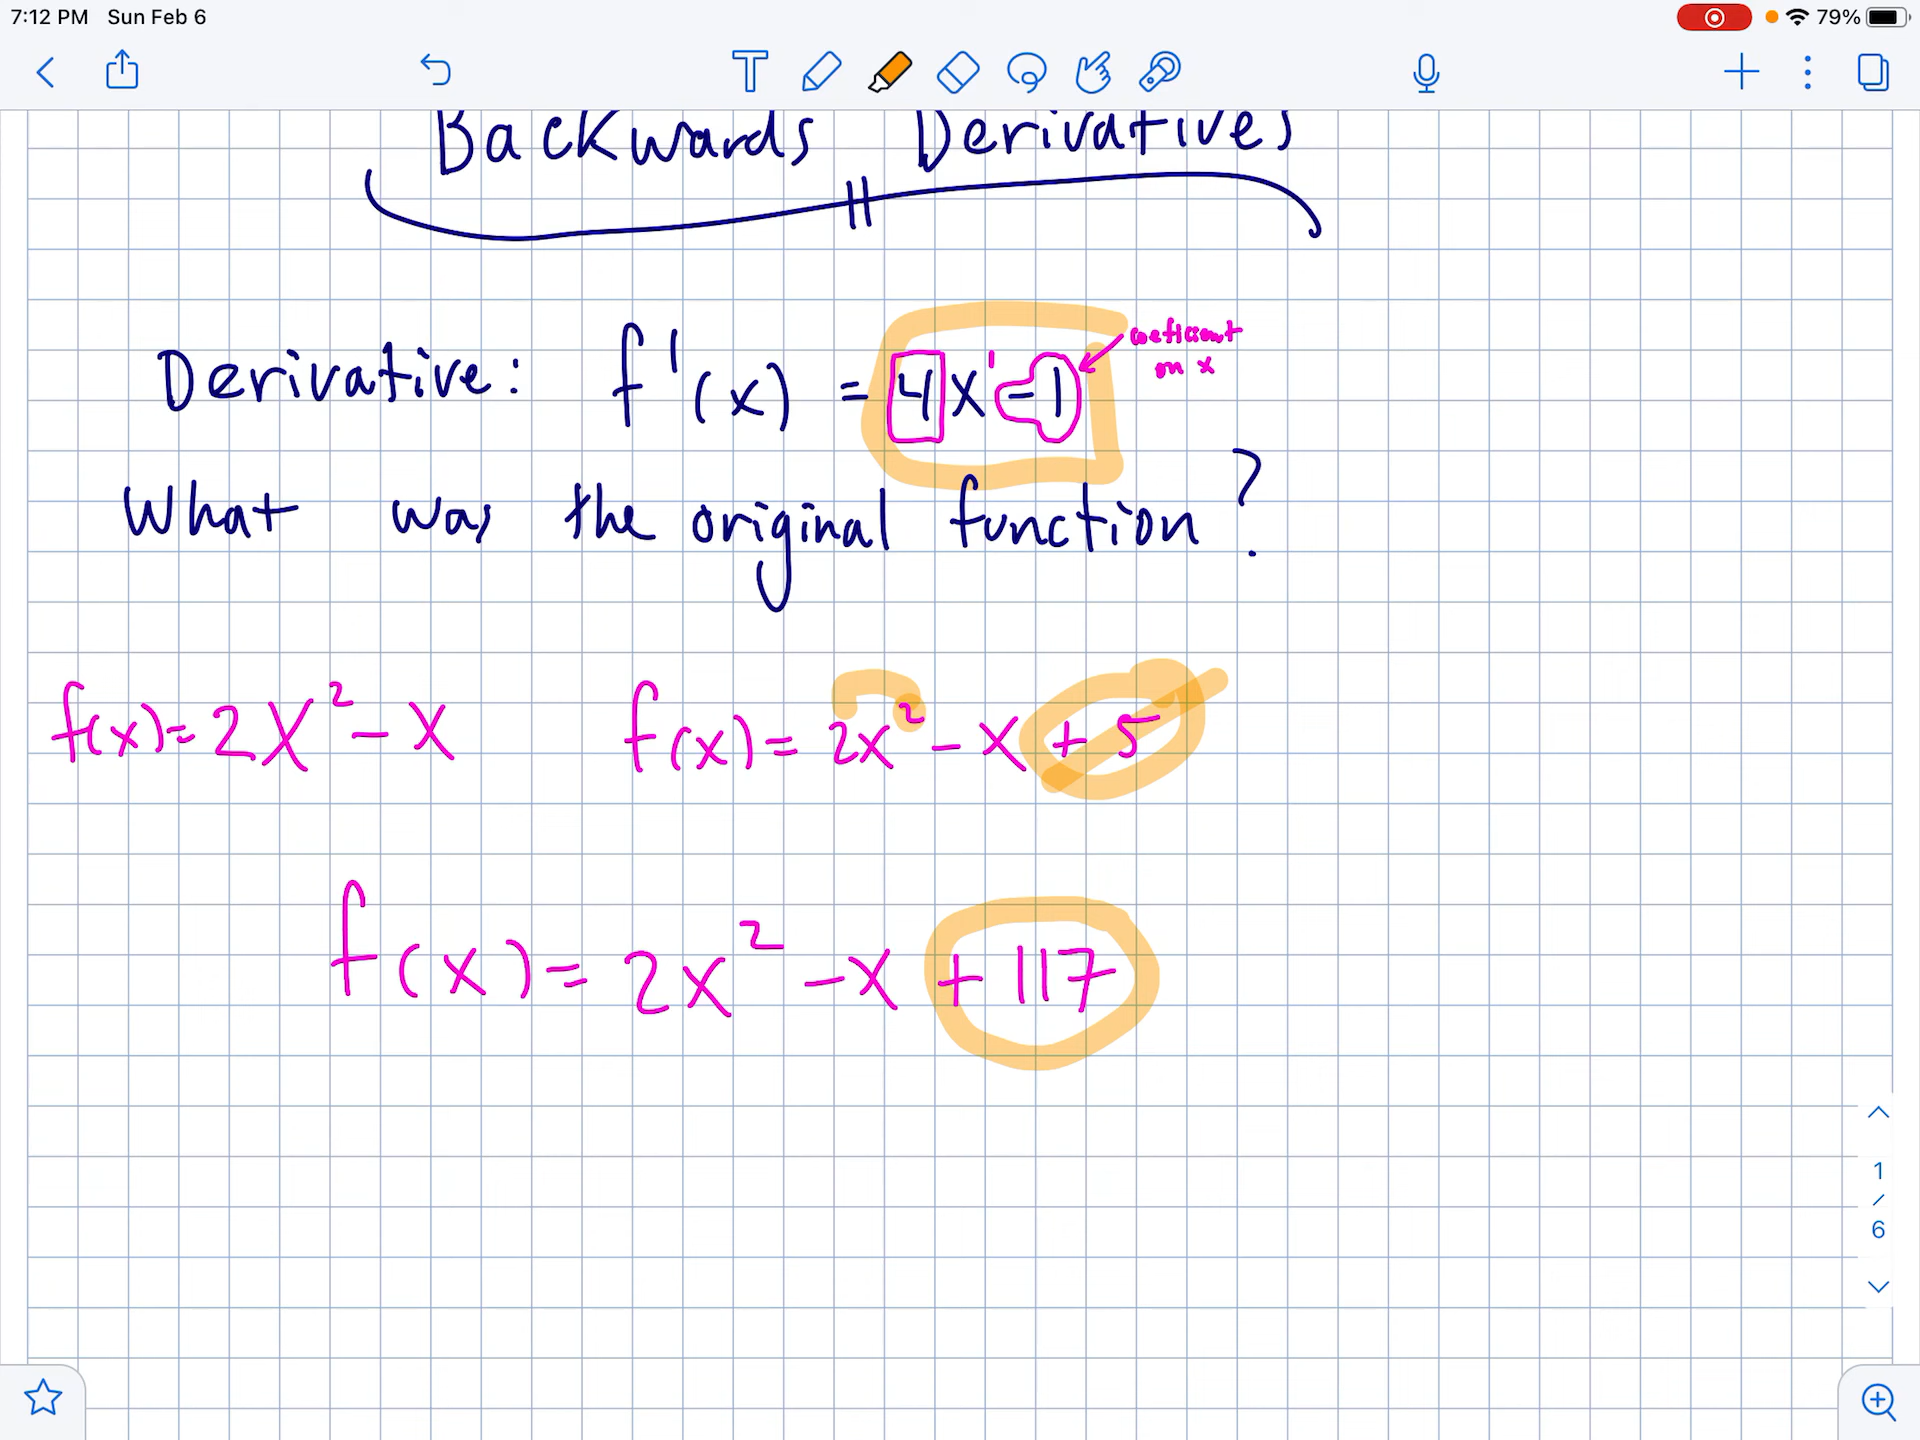 7:12 PM Sun Feb 6
79%
T
Backwards Derivatives
Derivative: f'(x) = 4x¹ - 1
coefficient
on x
What was the original function?
f(x) = 2x² - x
f(x) = 2x² - x + 5
f(x) = 2x² - x + 117
1
/
6